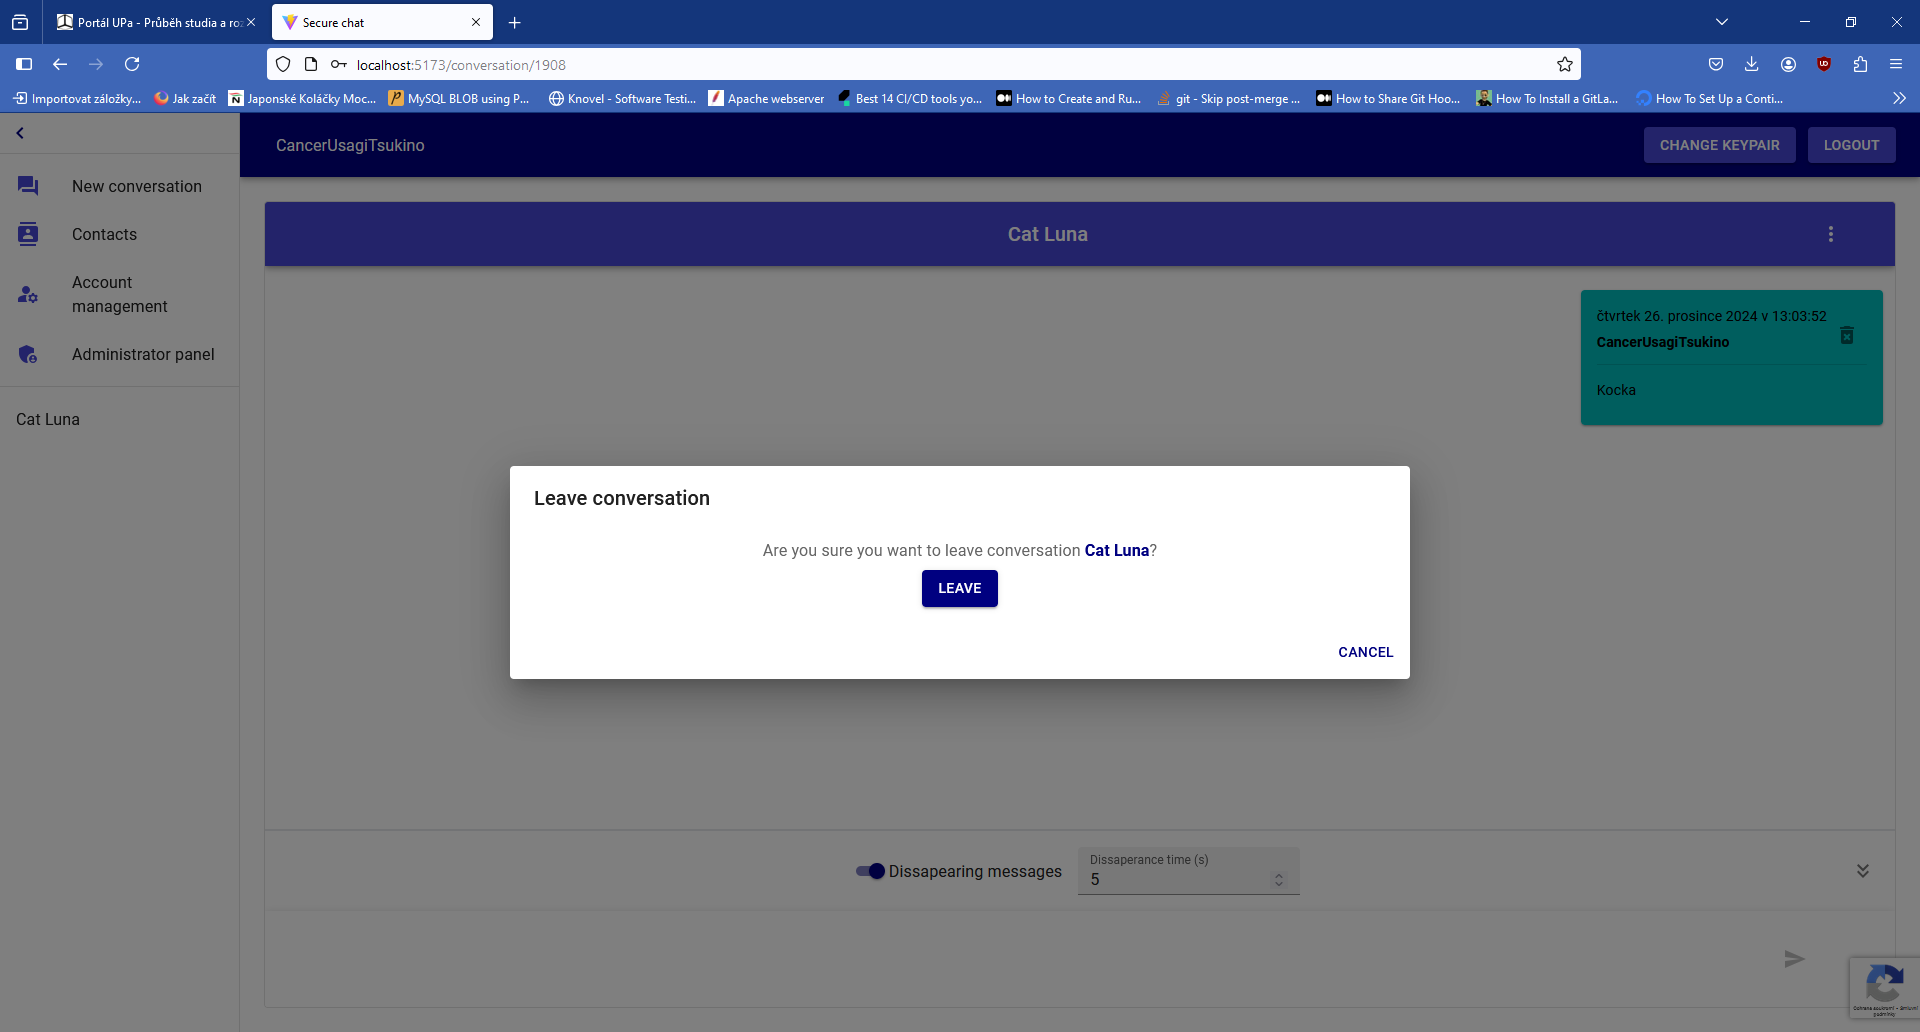 Portál UPa - Průběh studia a roz
Secure chat
localhost:5173/conversation/1908
Importovat záložky...
Jak začít
Japonské Koláčky Moc...
MySQL BLOB using P...
Knovel - Software Testi...
Apache webserver
Best 14 CI/CD tools yo...
How to Create and Ru...
git - Skip post-merge ...
How to Share Git Hoo...
How To Install a GitLa...
How To Set Up a Conti...
CancerUsagiTsukino
CHANGE KEYPAIR
LOGOUT
New conversation
Contacts
Account
management
Administrator panel
Cat Luna
Cat Luna
čtvrtek 26. prosince 2024 v 13:03:52
CancerUsagiTsukino
Kocka
Leave conversation
Are you sure you want to leave conversation Cat Luna?
LEAVE
CANCEL
Dissapearing messages
Dissaperance time (s)
5
Ochrana soukromí - Smluvní
podmínky